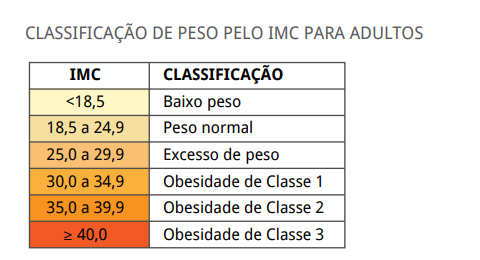 CLASSIFICAÇÃO DE PESO PELO IMC PARA ADULTOS
IMC CLASSIFICAÇÃO
<18,5 Baixo peso
18,5 a 24,9 Peso normal
25,0 a 29,9 Excesso de peso
30,0 a 34,9 Obesidade de Classe 1
35,0 a 39,9 Obesidade de Classe 2
≥ 40,0 Obesidade de Classe 3